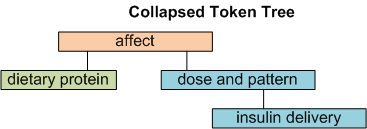 Collapsed Token Tree
affect
dietary protein
dose and pattern
insulin delivery